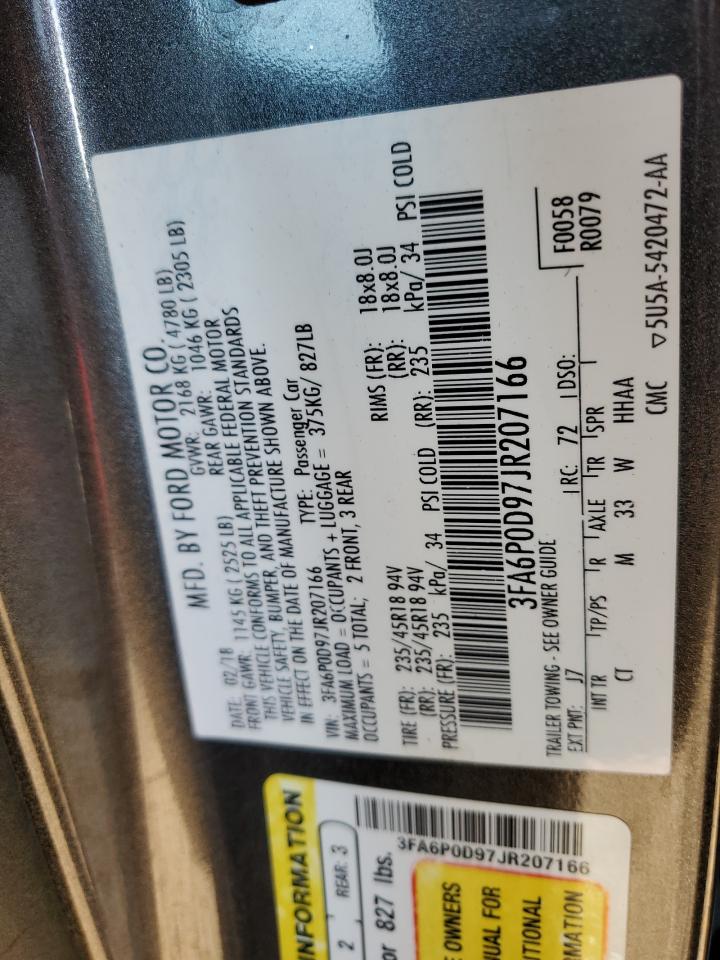 MFD. BY FORD MOTOR CO.
DATE: 02/18 GVWR: 2168 KG ( 4780 LB)
FRONT GAWR: 1145 KG ( 2525 LB) REAR GAWR: 1046 KG ( 2305 LB)
THIS VEHICLE CONFORMS TO ALL APPLICABLE FEDERAL MOTOR
VEHICLE SAFETY, BUMPER, AND THEFT PREVENTION STANDARDS
IN EFFECT ON THE DATE OF MANUFACTURE SHOWN ABOVE.
VIN: 3FA6P0D97JR207166 TYPE: Passenger Car
MAXIMUM LOAD = OCCUPANTS + LUGGAGE = 375KG/ 827LB
OCCUPANTS = 5 TOTAL; 2 FRONT, 3 REAR
TIRE (FR): 235/45R18 94V RIMS (FR): 18x8.0J
(RR): 235/45R18 94V (RR): 18x8.0J
PRESSURE (FR): 235 kPa/ 34 PSI COLD (RR): 235 kPa/ 34 PSI COLD
3FA6P0D97JR207166
TRAILER TOWING - SEE OWNER GUIDE
EXT PNT: J7 RC: 72 DSO:
F0058
R0079
INT TR TP/PS R AXLE TR SPR
CT M 33 W HHAA
CMC ▽5U5A-5420472-AA
INFORMATION
2 REAR: 3
or 827 lbs.
3FA6P0D97JR207166
OWNERS
FOR